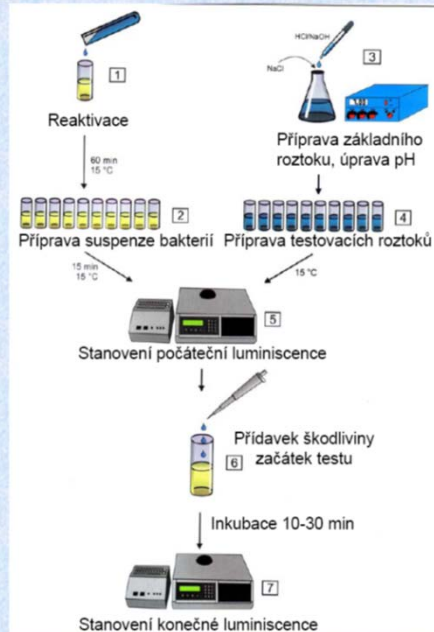 HCl/NaOH
NaCl
1
3
Reaktivace
Příprava základního
roztoku, úprava pH
60 min
15 °C
2
4
Příprava suspenze bakterií
Příprava testovacích roztoků
15 min
15 °C
15 °C
5
Stanovení počáteční luminiscence
Přídavek škodliviny
začátek testu
6
Inkubace 10-30 min
7
Stanovení konečné luminiscence